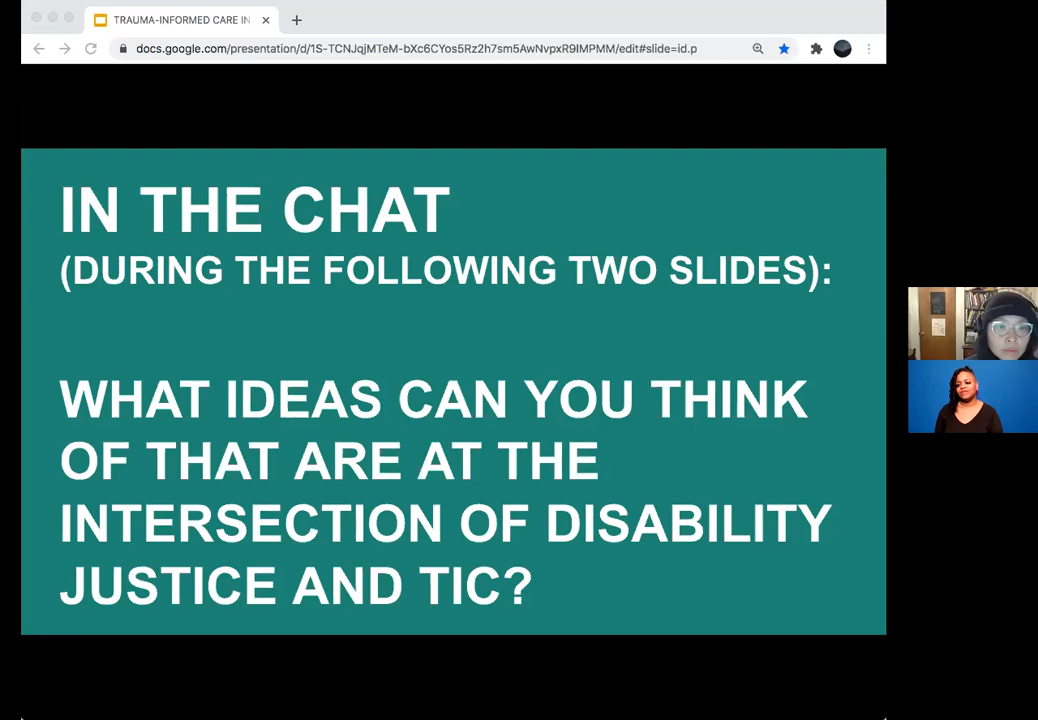 TRAUMA-INFORMED CARE IN
docs.google.com/presentation/d/1S-TCNJqjMTeM-bXc6CYos5Rz2h7sm5AwNvpxR9IMPMM/edit#slide=id.p
IN THE CHAT
(DURING THE FOLLOWING TWO SLIDES):
WHAT IDEAS CAN YOU THINK
OF THAT ARE AT THE
INTERSECTION OF DISABILITY
JUSTICE AND TIC?